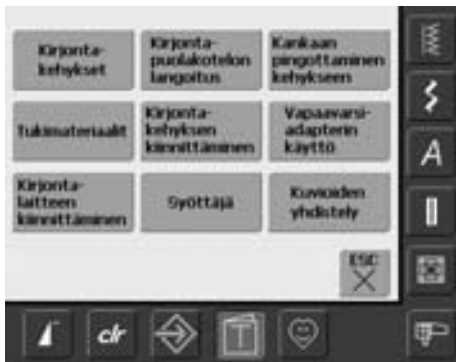 Kirjonta-
kehykset
Kirjonta-
puolakotelon
langoitus
Kankaan
pingottaminen
kehykseen
Tukimateriaalit
Kirjonta-
kehyksen
kiinnittäminen
Vapaavarsi-
adapterin
käyttö
Kirjonta-
laitteen
kiinnittäminen
Syöttäjä
Kuvioiden
yhdistely
ESC
A
clr
T